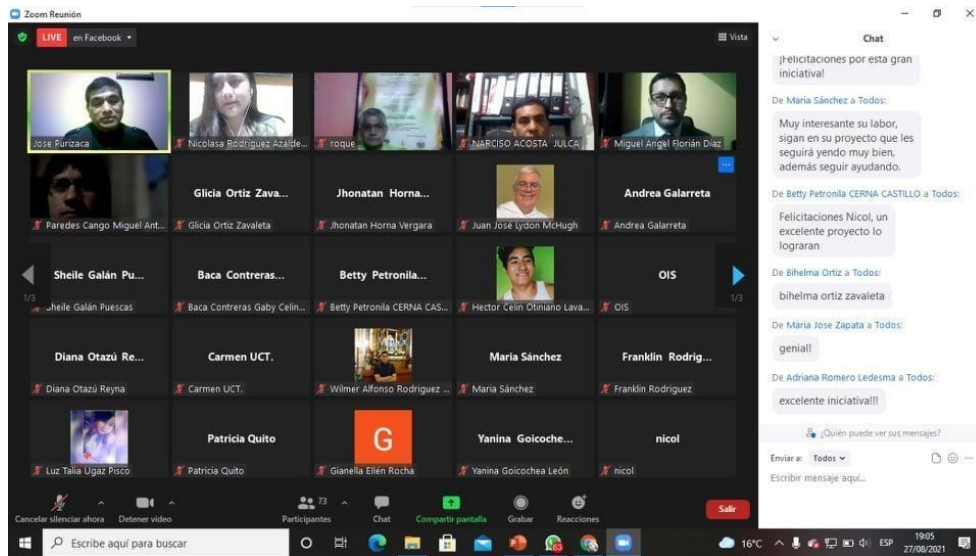 Zoom Reunión
LIVE en Facebook
Vista
Jose Purizaca
Nicolasa Rodriguez Azalde...
roque
NARCISO ACOSTA JULCA
Miguel Angel Florián Díaz
Paredes Cango Miguel Ant...
Glicia Ortiz Zava...
Glicia Ortiz Zavaleta
Jhonatan Horna...
Jhonatan Horna Vergara
Juan José Lydon McHugh
Andrea Galarreta
Andrea Galarreta
Sheile Galán Pu...
Sheile Galán Puescas
Baca Contreras...
Baca Contreras Gaby Celin...
Betty Petronila...
Betty Petronila CERNA CAS...
Hector Celin Otiniano Lava...
OIS
OIS
1/3
1/3
Diana Otazú Re...
Diana Otazú Reyna
Carmen UCT.
Carmen UCT.
Wilmer Alfonso Rodriguez ...
Maria Sánchez
Maria Sánchez
Franklin Rodrig...
Franklin Rodriguez
Luz Talia Ugaz Pisco
Patricia Quito
Patricia Quito
G
Gianella Ellén Rocha
Yanina Goicoche...
Yanina Goicochea León
nicol
nicol
Cancelar silenciar ahora
Detener video
73
Participantes
Chat
Compartir pantalla
Grabar
Reacciones
Salir
Chat
¡Felicitaciones por esta gran
iniciativa!
De Maria Sánchez a Todos:
Muy interesante su labor,
sigan en su proyecto que les
seguirá yendo muy bien,
además seguir ayudando.
De Betty Petronila CERNA CASTILLO a Todos:
Felicitaciones Nicol, un
excelente proyecto lo
lograran
De Bihelma Ortiz a Todos:
bihelma ortiz zavaleta
De Maria Jose Zapata a Todos:
genial!
De Adriana Romero Ledesma a Todos:
excelente iniciativa!!!
¿Quién puede ver sus mensajes?
Enviar a: Todos
Escribir mensaje aquí...
Escribe aquí para buscar
16°C
ESP
19:05
27/08/2021